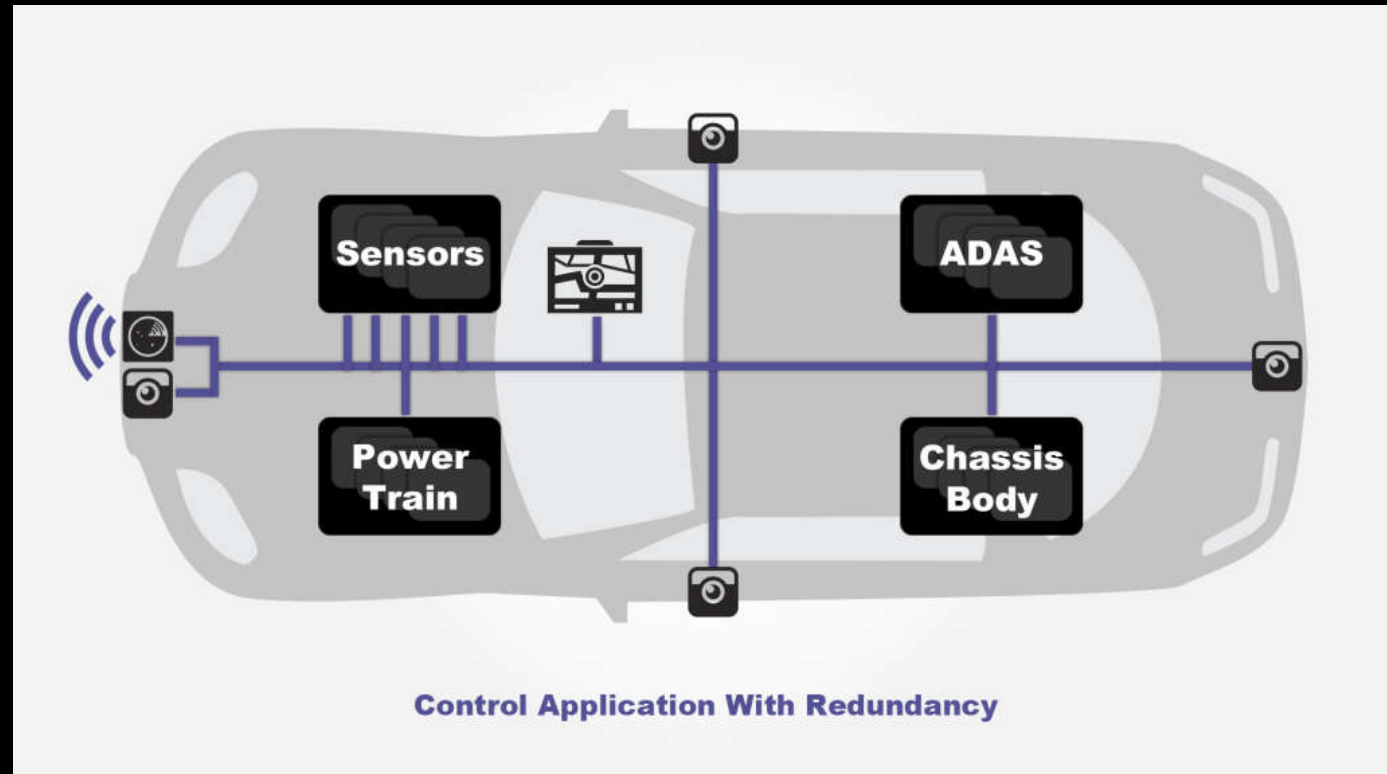 Sensors
ADAS
Power
Train
Chassis
Body
Control Application With Redundancy